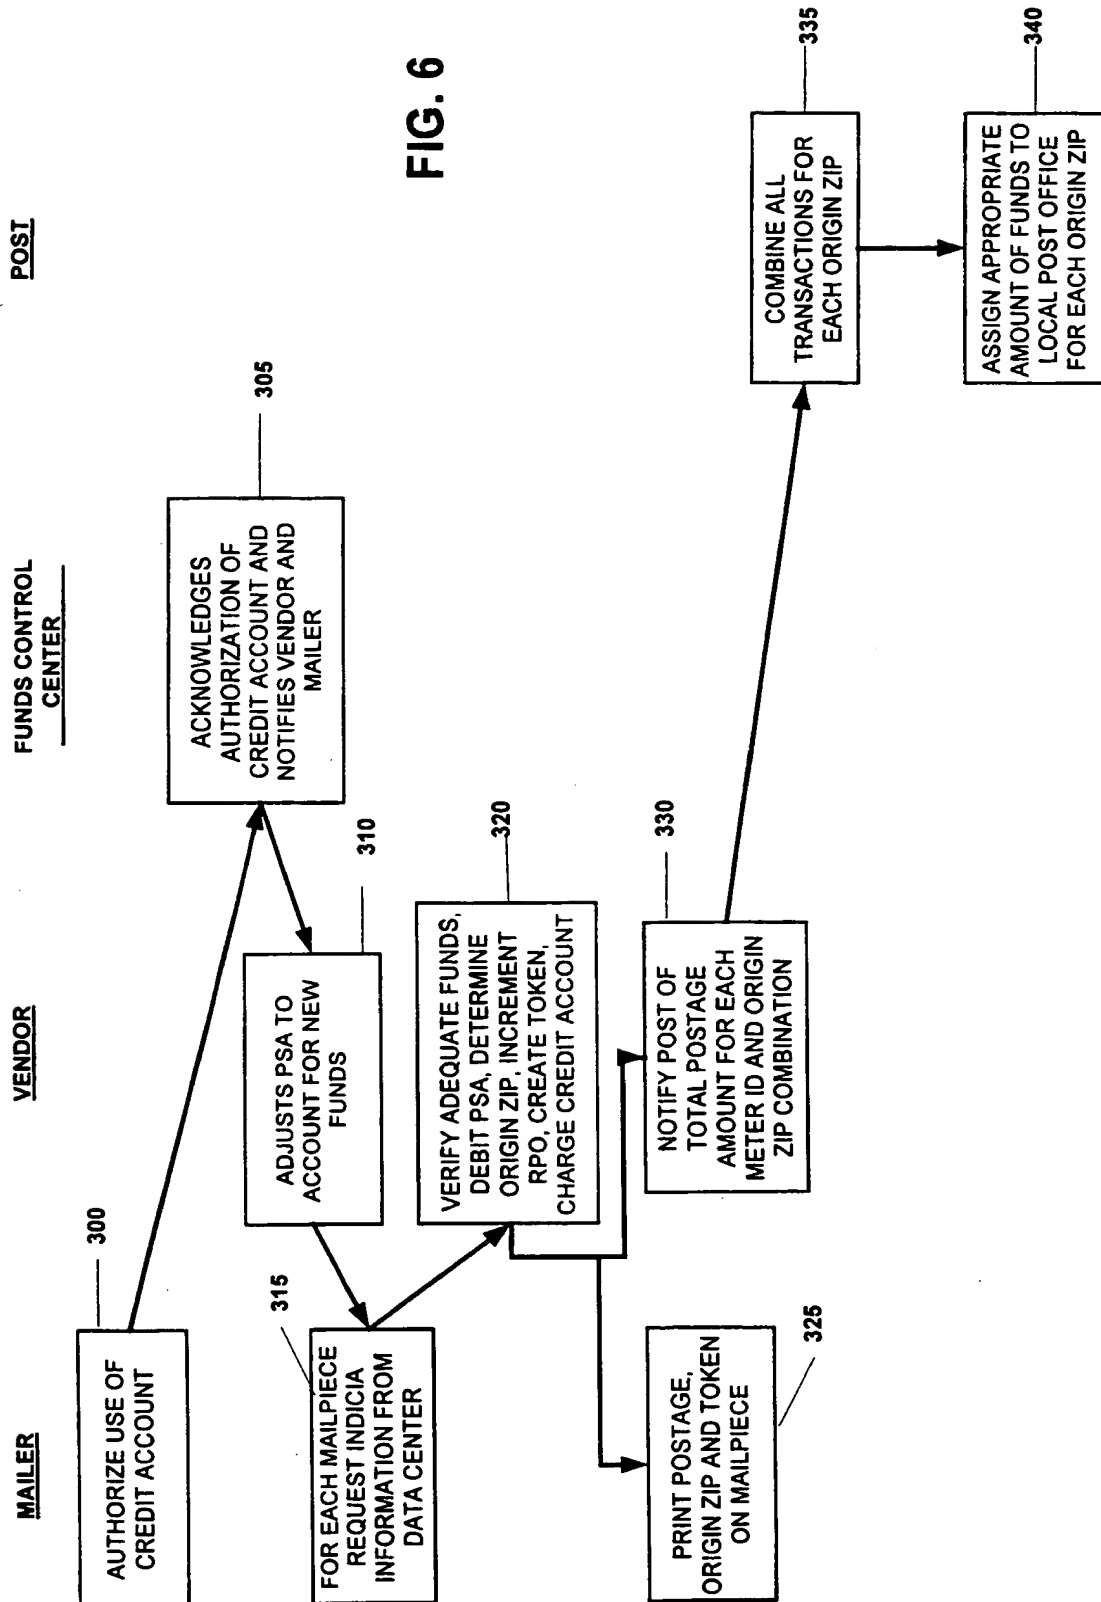 MAILER
VENDOR
FUNDS CONTROL
CENTER
POST
AUTHORIZE USE OF
CREDIT ACCOUNT
300
ACKNOWLEDGES
AUTHORIZATION OF
CREDIT ACCOUNT AND
NOTIFIES VENDOR AND
MAILER
305
ADJUSTS PSA TO
ACCOUNT FOR NEW
FUNDS
310
FOR EACH MAILPIECE
REQUEST INDICIA
INFORMATION FROM
DATA CENTER
315
VERIFY ADEQUATE FUNDS,
DEBIT PSA, DETERMINE
ORIGIN ZIP, INCREMENT
RPO, CREATE TOKEN,
CHARGE CREDIT ACCOUNT
320
PRINT POSTAGE,
ORIGIN ZIP AND TOKEN
ON MAILPIECE
325
NOTIFY POST OF
TOTAL POSTAGE
AMOUNT FOR EACH
METER ID AND ORIGIN
ZIP COMBINATION
330
COMBINE ALL
TRANSACTIONS FOR
EACH ORIGIN ZIP
335
ASSIGN APPROPRIATE
AMOUNT OF FUNDS TO
LOCAL POST OFFICE
FOR EACH ORIGIN ZIP
340
FIG. 6